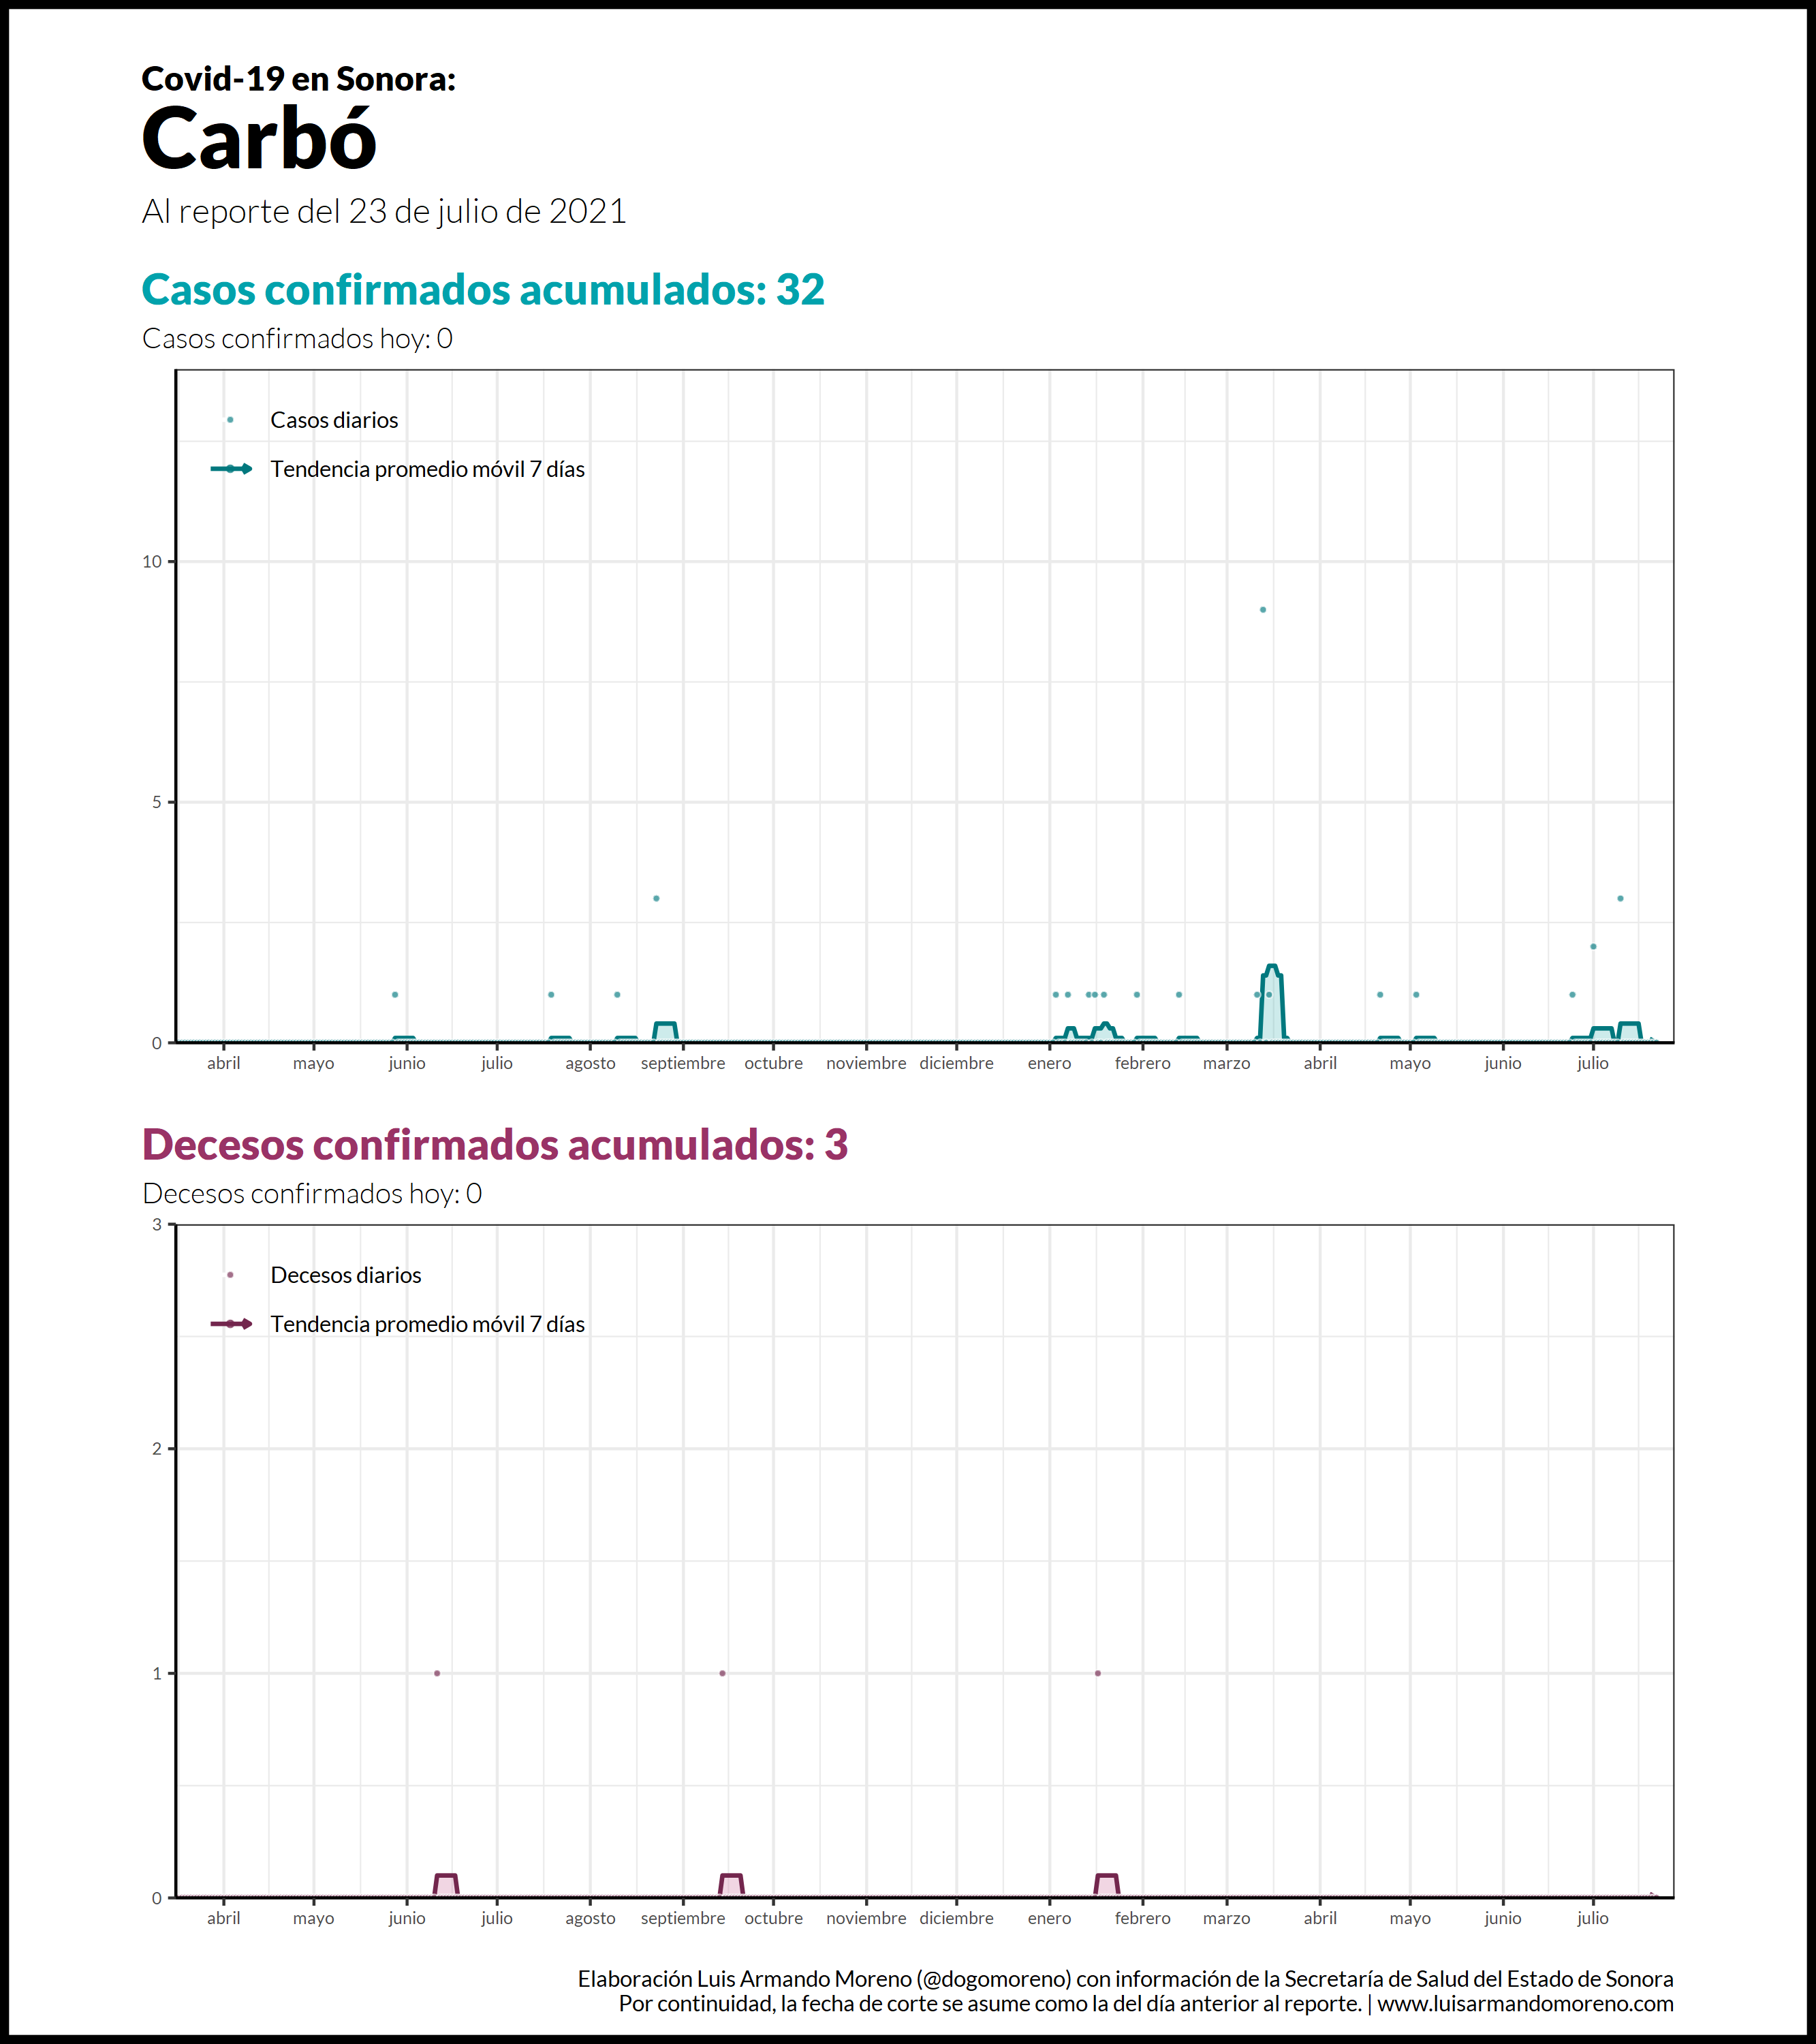 Covid-19 en Sonora:
Carbó
Al reporte del 23 de julio de 2021
Casos confirmados acumulados: 32
Casos confirmados hoy: 0
Casos diarios
Tendencia promedio móvil 7 días
10
5
0
abril mayo junio julio agosto septiembre octubre noviembre diciembre enero febrero marzo abril mayo junio julio
Decesos confirmados acumulados: 3
Decesos confirmados hoy: 0
3
Decesos diarios
Tendencia promedio móvil 7 días
2
1
0
abril mayo junio julio agosto septiembre octubre noviembre diciembre enero febrero marzo abril mayo junio julio
Elaboración Luis Armando Moreno (@dogomoreno) con información de la Secretaría de Salud del Estado de Sonora
Por continuidad, la fecha de corte se asume como la del día anterior al reporte. | www.luisarmandomoreno.com